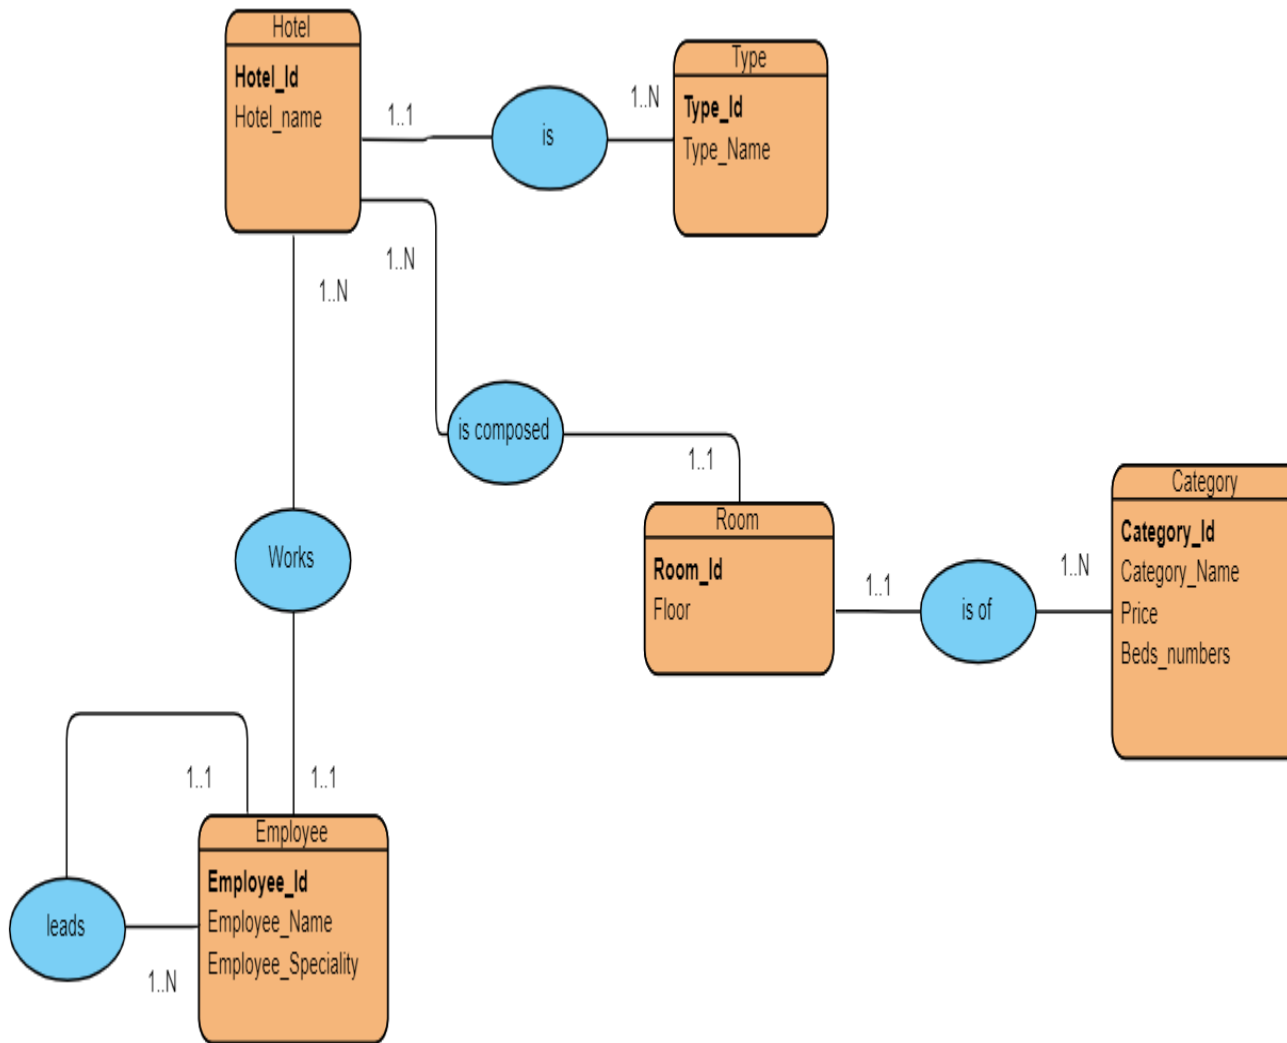 Hotel
Hotel_Id
Hotel_name
1..1
is
1..N
Type
Type_Id
Type_Name
1..N
1..N
is composed
1..1
Works
Room
Room_Id
Floor
1..1
is of
1..N
Category
Category_Id
Category_Name
Price
Beds_numbers
1..1
1..1
Employee
Employee_Id
Employee_Name
Employee_Speciality
leads
1..N